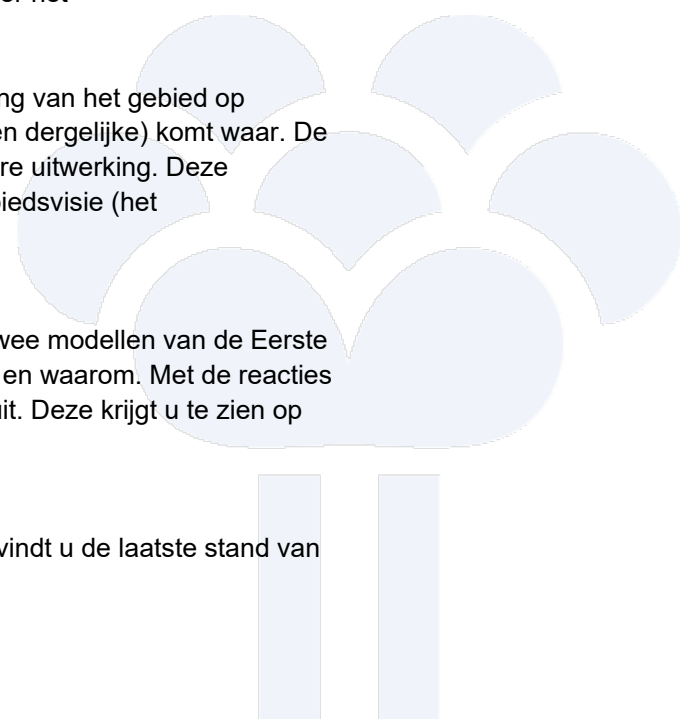 ng van het gebied op
en dergelijke) komt waar. De
re uitwerking. Deze
iedsvisie (het
wee modellen van de Eerste
en waarom. Met de reacties
uit. Deze krijgt u te zien op
vindt u de laatste stand van